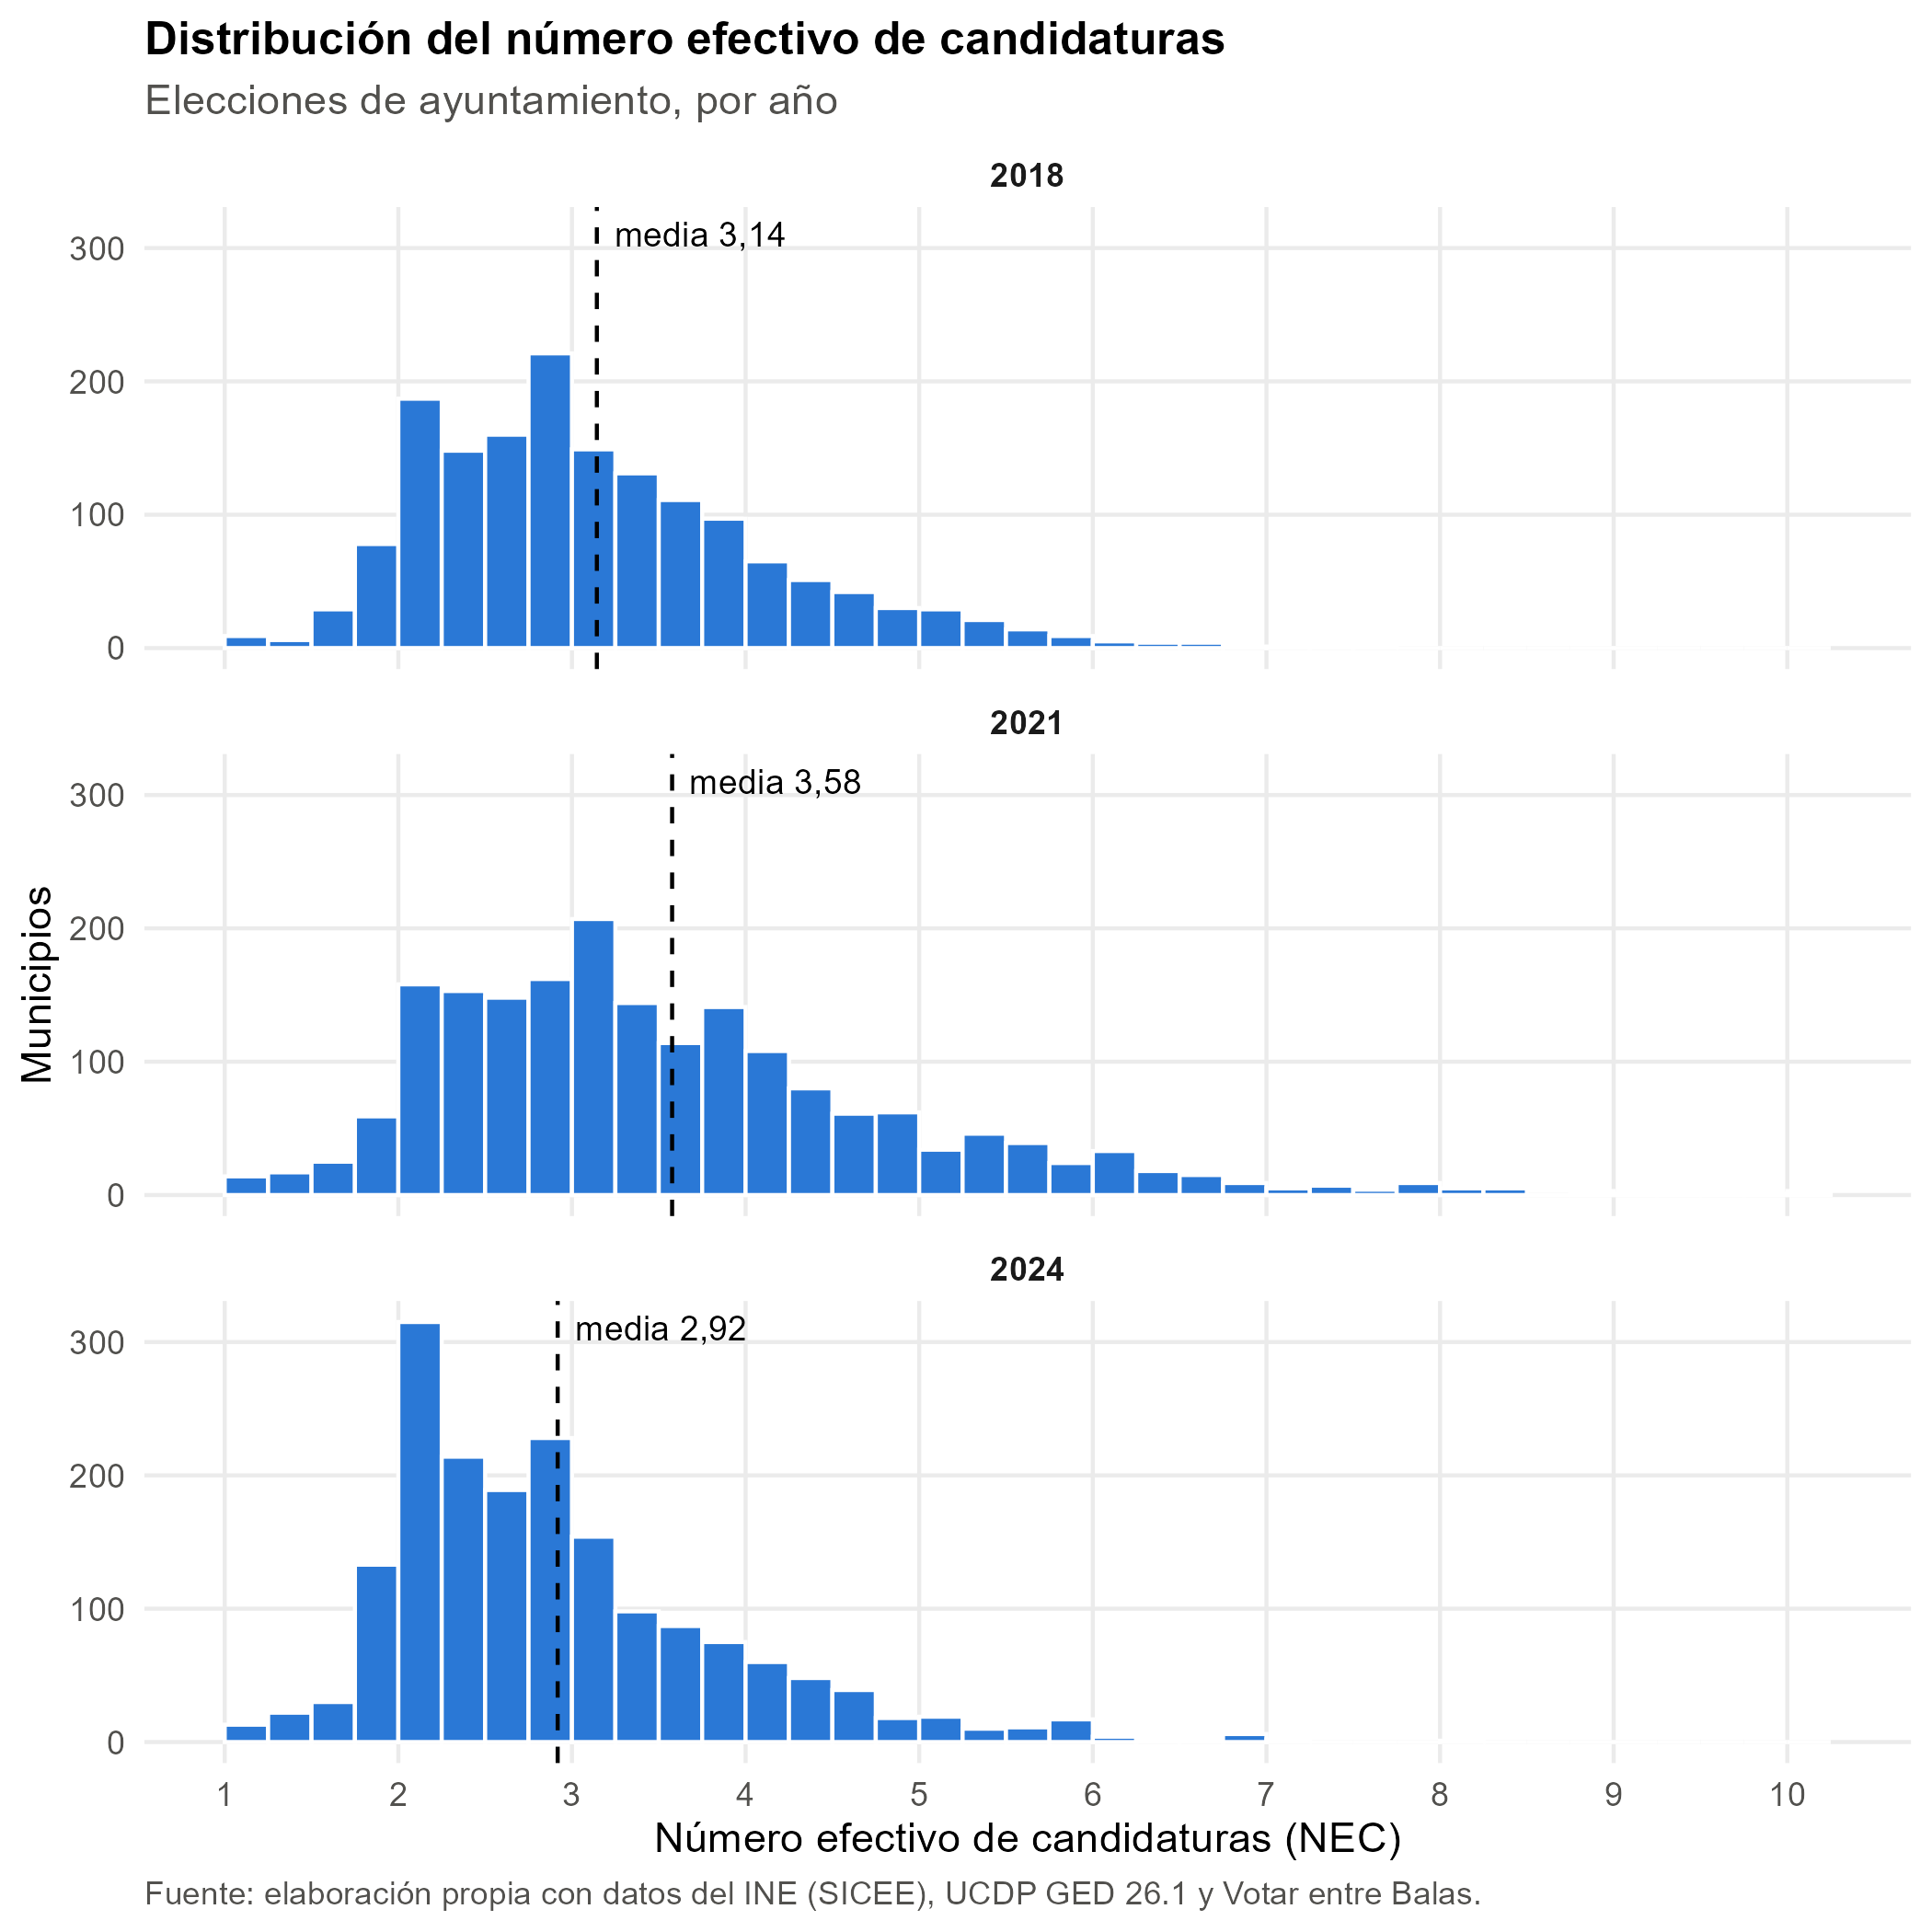 Distribución del número efectivo de candidaturas
Elecciones de ayuntamiento, por año
2018
media 3,14
300
200
100
0
2021
media 3,58
300
200
100
0
Municipios
2024
media 2,92
300
200
100
0
1 2 3 4 5 6 7 8 9 10
Número efectivo de candidaturas (NEC)
Fuente: elaboración propia con datos del INE (SICEE), UCDP GED 26.1 y Votar entre Balas.